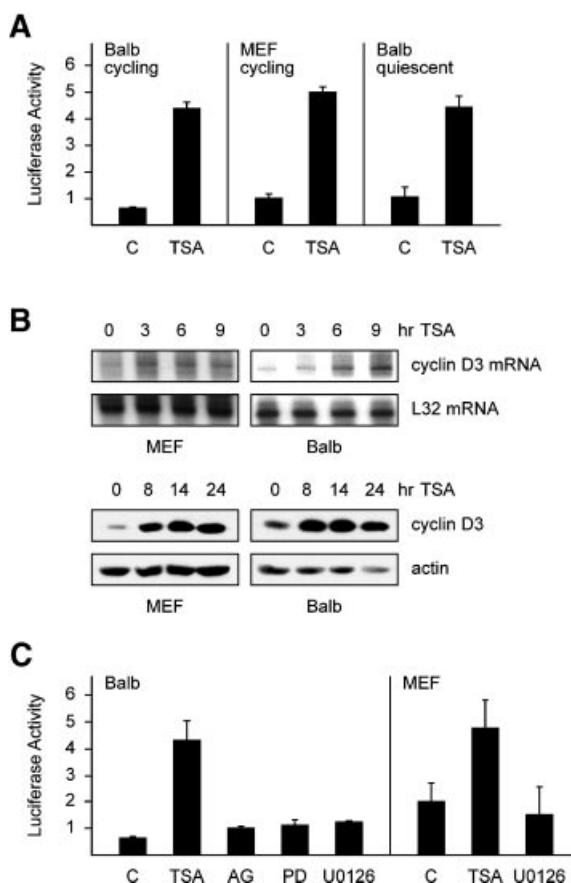 A
Balb cycling
MEF cycling
Balb quiescent
Luciferase Activity
6
5
4
3
2
1
C TSA C TSA C TSA
B
0 3 6 9 0 3 6 9 hr TSA
cyclin D3 mRNA
L32 mRNA
MEF Balb
0 8 14 24 0 8 14 24 hr TSA
cyclin D3
actin
MEF Balb
C
Balb MEF
Luciferase Activity
6
5
4
3
2
1
C TSA AG PD U0126 C TSA U0126